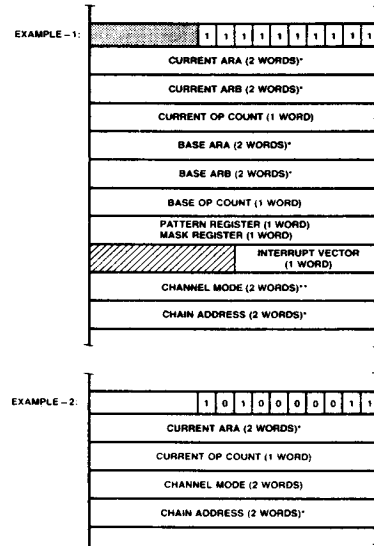 EXAMPLE – 1: 1 1 1 1 1 1 1 1 1 1
CURRENT ARA (2 WORDS)*
CURRENT ARB (2 WORDS)*
CURRENT OP COUNT (1 WORD)
BASE ARA (2 WORDS)*
BASE ARB (2 WORDS)*
BASE OP COUNT (1 WORD)
PATTERN REGISTER (1 WORD)
MASK REGISTER (1 WORD)
INTERRUPT VECTOR
(1 WORD)
CHANNEL MODE (2 WORDS)**
CHAIN ADDRESS (2 WORDS)*
EXAMPLE – 2: 1 0 1 0 0 0 0 0 1 1
CURRENT ARA (2 WORDS)*
CURRENT OP COUNT (1 WORD)
CHANNEL MODE (2 WORDS)
CHAIN ADDRESS (2 WORDS)*